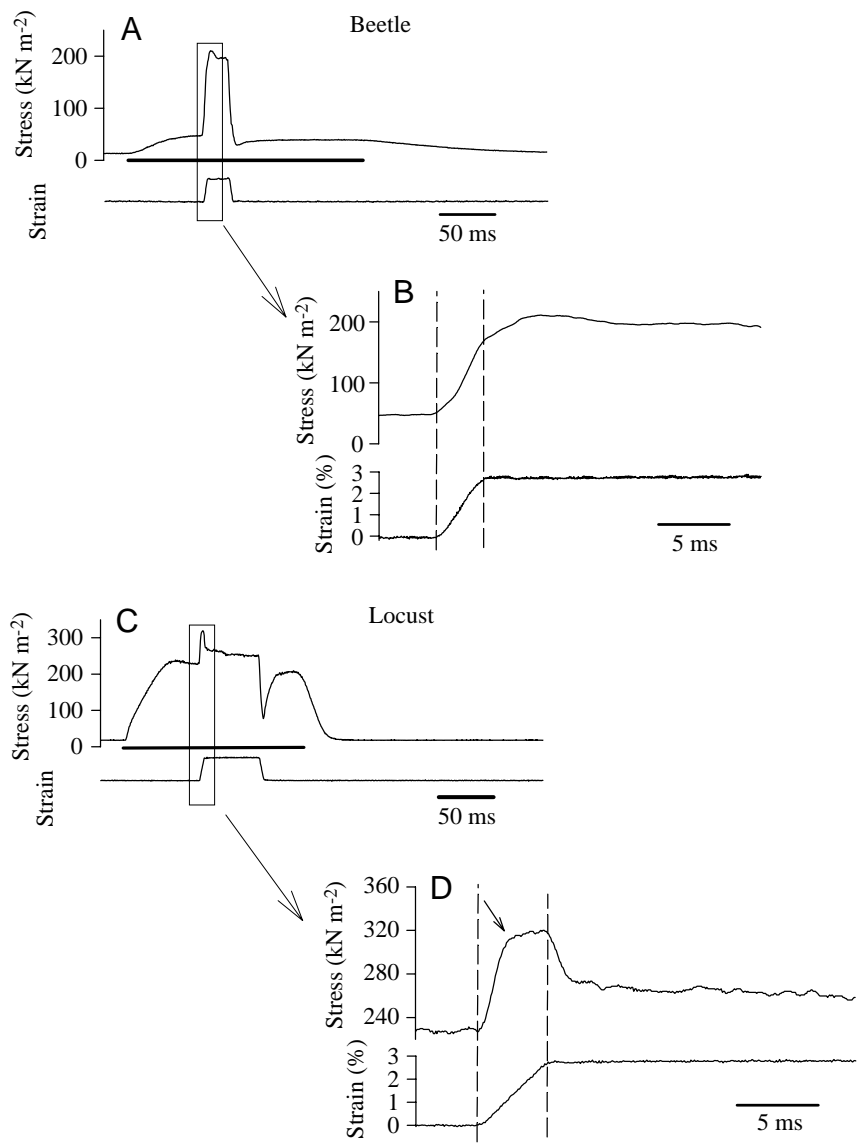 A
Beetle
Stress (kN m-2)
200
100
0
Strain
50 ms
B
Stress (kN m-2)
200
100
0
Strain (%)
3
2
1
0
5 ms
C
Locust
Stress (kN m-2)
300
200
100
0
Strain
50 ms
D
Stress (kN m-2)
360
320
280
240
Strain (%)
3
2
1
0
5 ms